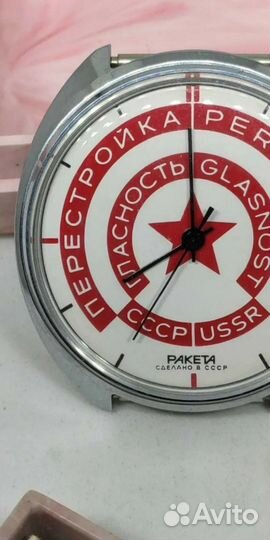 ПЕРЕСТРОЙКА
PER
ГЛАСНОСТЬ
GLASNOST
СССР
USSR
РАКЕТА
СДЕЛАНО В СССР
Avito